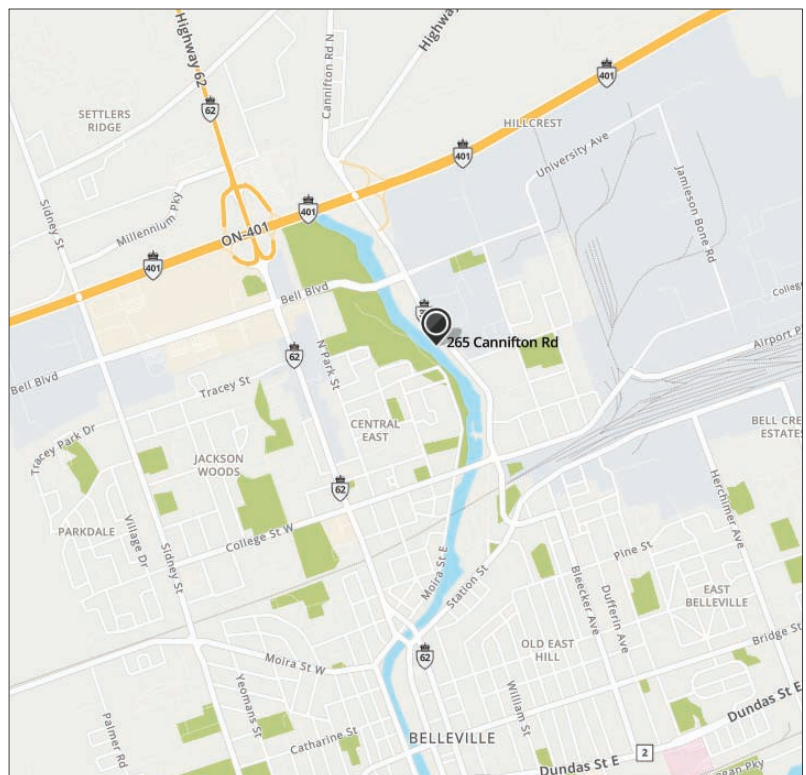 Highway 62
Cannifton Rd N
Highway
401
62
SETTLERS
RIDGE
HILLCREST
401
University Ave
Sidney St
Millennium Pky
401
Jamieson Bone Rd
ON-401
401
Bell Blvd
College
265 Cannifton Rd
Airport P
62
N Park St
Bell Blvd
Tracey St
CENTRAL
EAST
BELL CRE
ESTATES
Tracey Park Dr
JACKSON
WOODS
62
Herchimer Ave
PARKDALE
Village Dr
College St W
Sidney St
Moira St E
Station St
Pine St
Bleecker Ave
Dufferin Ave
EAST
BELLEVILLE
Bridge St
OLD EAST
HILL
62
Moira St W
Yeomans St
William St
Palmer Rd
Catharine St
BELLEVILLE
Dundas St E
2
Dundas St E
gan Pky